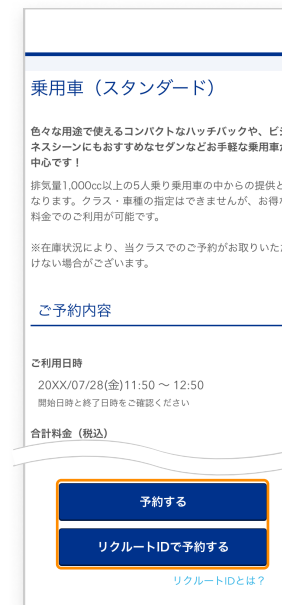 乗用車（スタンダード）
色々な用途で使えるコンパクトなハッチバックや、ビジ
ネスシーンにもおすすめなセダンなどお手軽な乗用車が
中心です！
排気量1,000cc以上の5人乗り乗用車の中からの提供と
なります。クラス・車種の指定はできませんが、お得な
料金でのご利用が可能です。
※在庫状況により、当クラスでのご予約がお取りいただ
けない場合がございます。
ご予約内容
ご利用日時
20XX/07/28(金)11:50 ～ 12:50
開始日時と終了日時をご確認ください
合計料金（税込）
予約する
リクルートIDで予約する
リクルートIDとは？